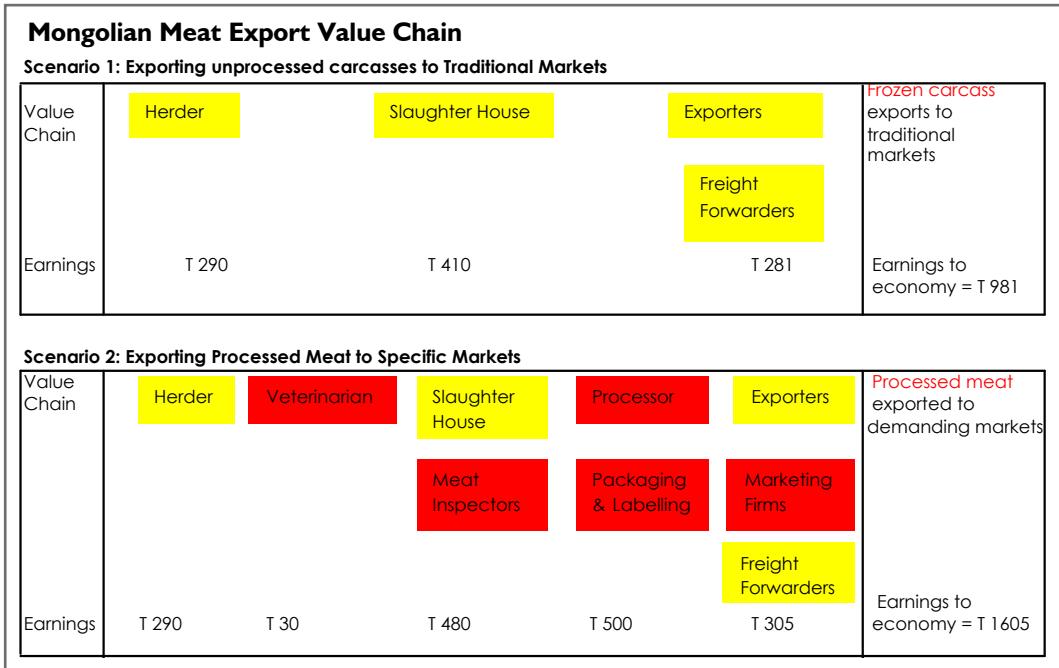 Mongolian Meat Export Value Chain
Scenario 1: Exporting unprocessed carcasses to Traditional Markets
Value
Chain
Herder
Slaughter House
Exporters
Freight
Forwarders
Frozen carcass
exports to
traditional
markets
Earnings
T 290
T 410
T 281
Earnings to
economy = T 981
Scenario 2: Exporting Processed Meat to Specific Markets
Value
Chain
Herder
Veterinarian
Slaughter
House
Processor
Exporters
Meat
Inspectors
Packaging
& Labelling
Marketing
Firms
Freight
Forwarders
Processed meat
exported to
demanding markets
Earnings
T 290
T 30
T 480
T 500
T 305
Earnings to
economy = T 1605